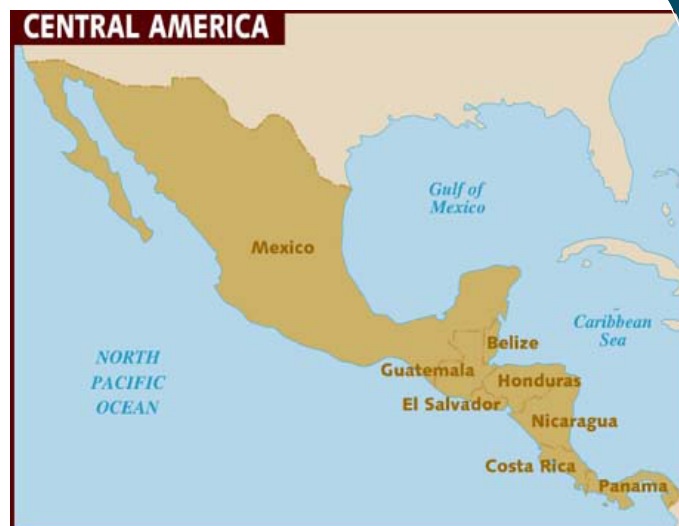 CENTRAL AMERICA
Gulf of
Mexico
Mexico
Caribbean
Sea
Belize
NORTH
PACIFIC
OCEAN
Guatemala
Honduras
El Salvador
Nicaragua
Costa Rica
Panama